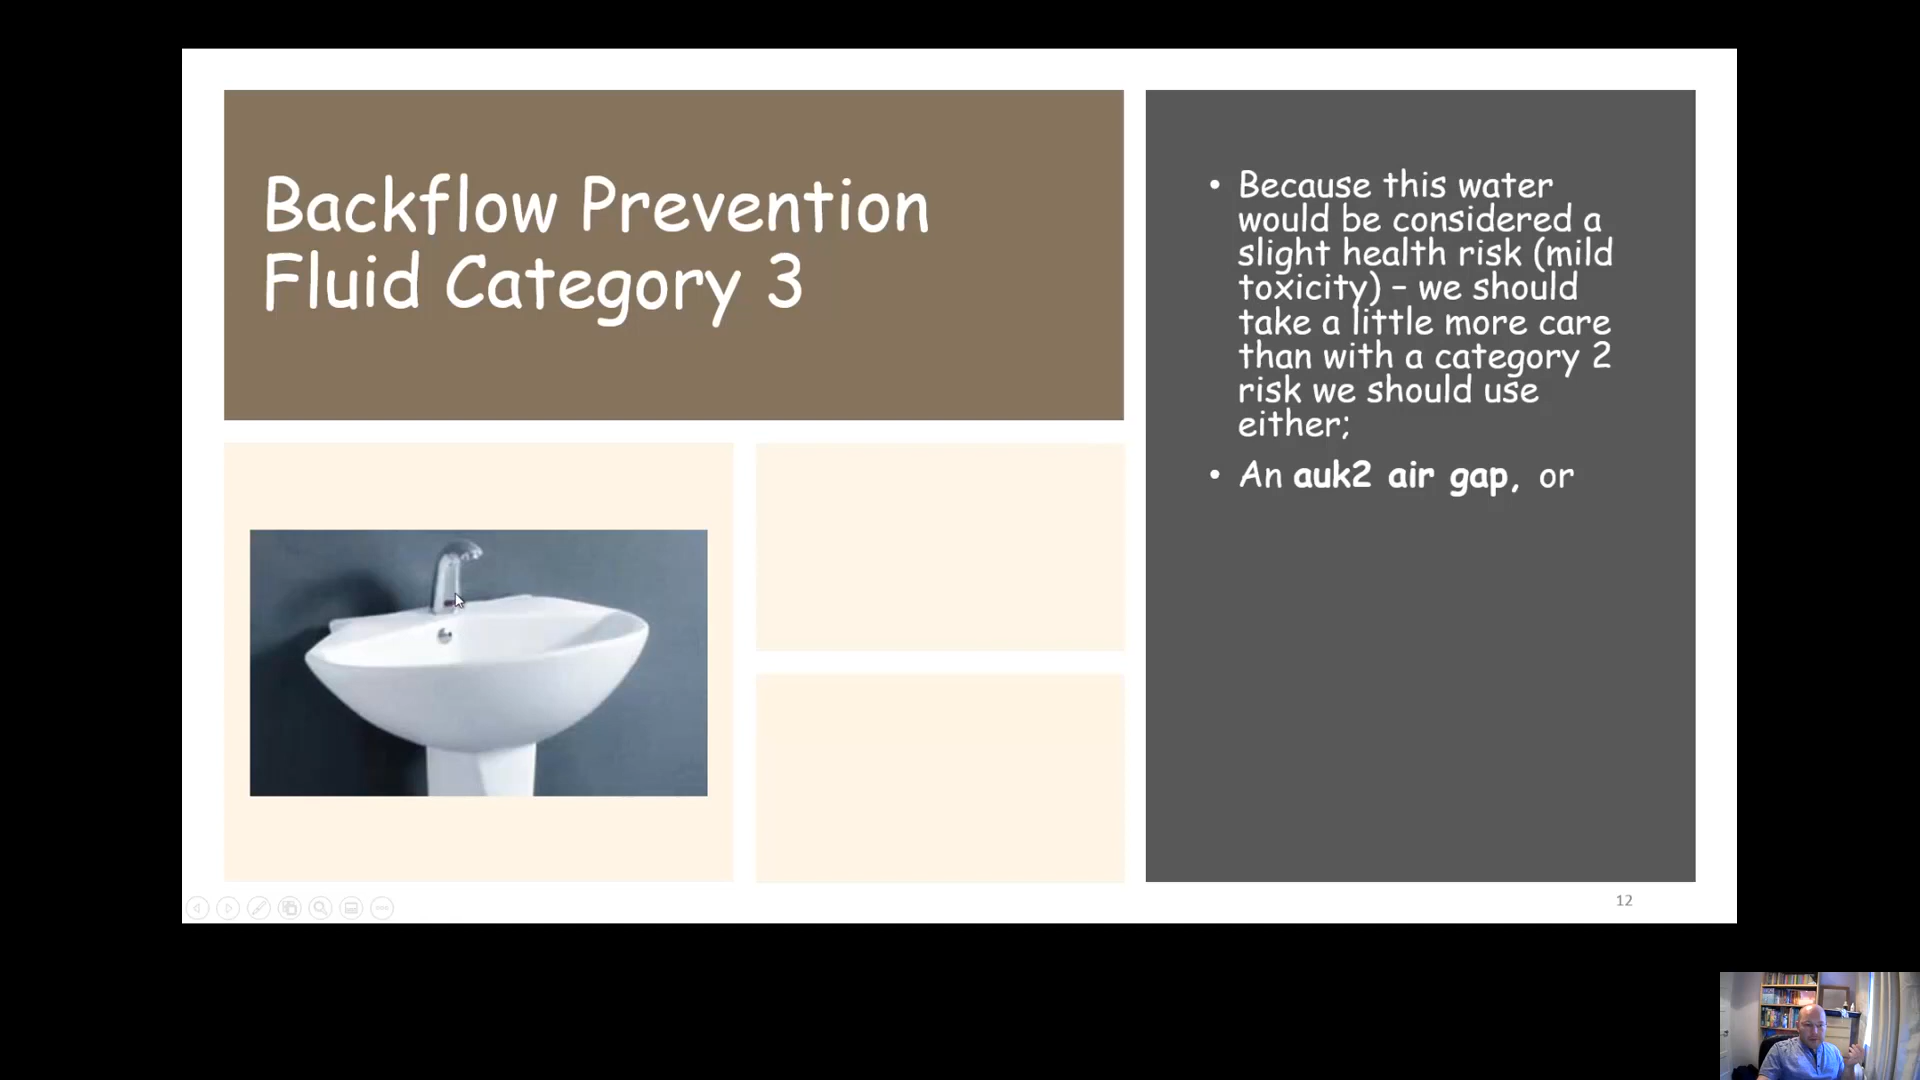 Backflow Prevention
Fluid Category 3
• Because this water
would be considered a
slight health risk (mild
toxicity) – we should
take a little more care
than with a category 2
risk we should use
either;
• An auk2 air gap, or
12